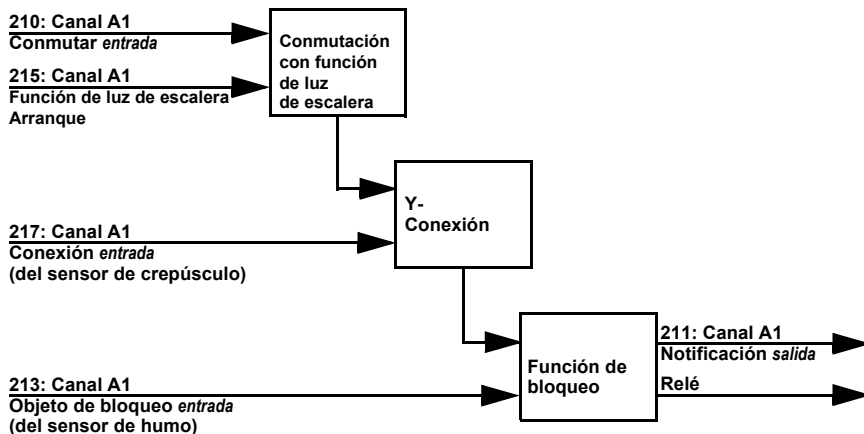 210: Canal A1
Conmutar entrada
215: Canal A1
Función de luz de escalera
Arranque
Conmutación
con función
de luz
de escalera
Y-
Conexión
217: Canal A1
Conexión entrada
(del sensor de crepúsculo)
Función de
bloqueo
211: Canal A1
Notificación salida
Relé
213: Canal A1
Objeto de bloqueo entrada
(del sensor de humo)